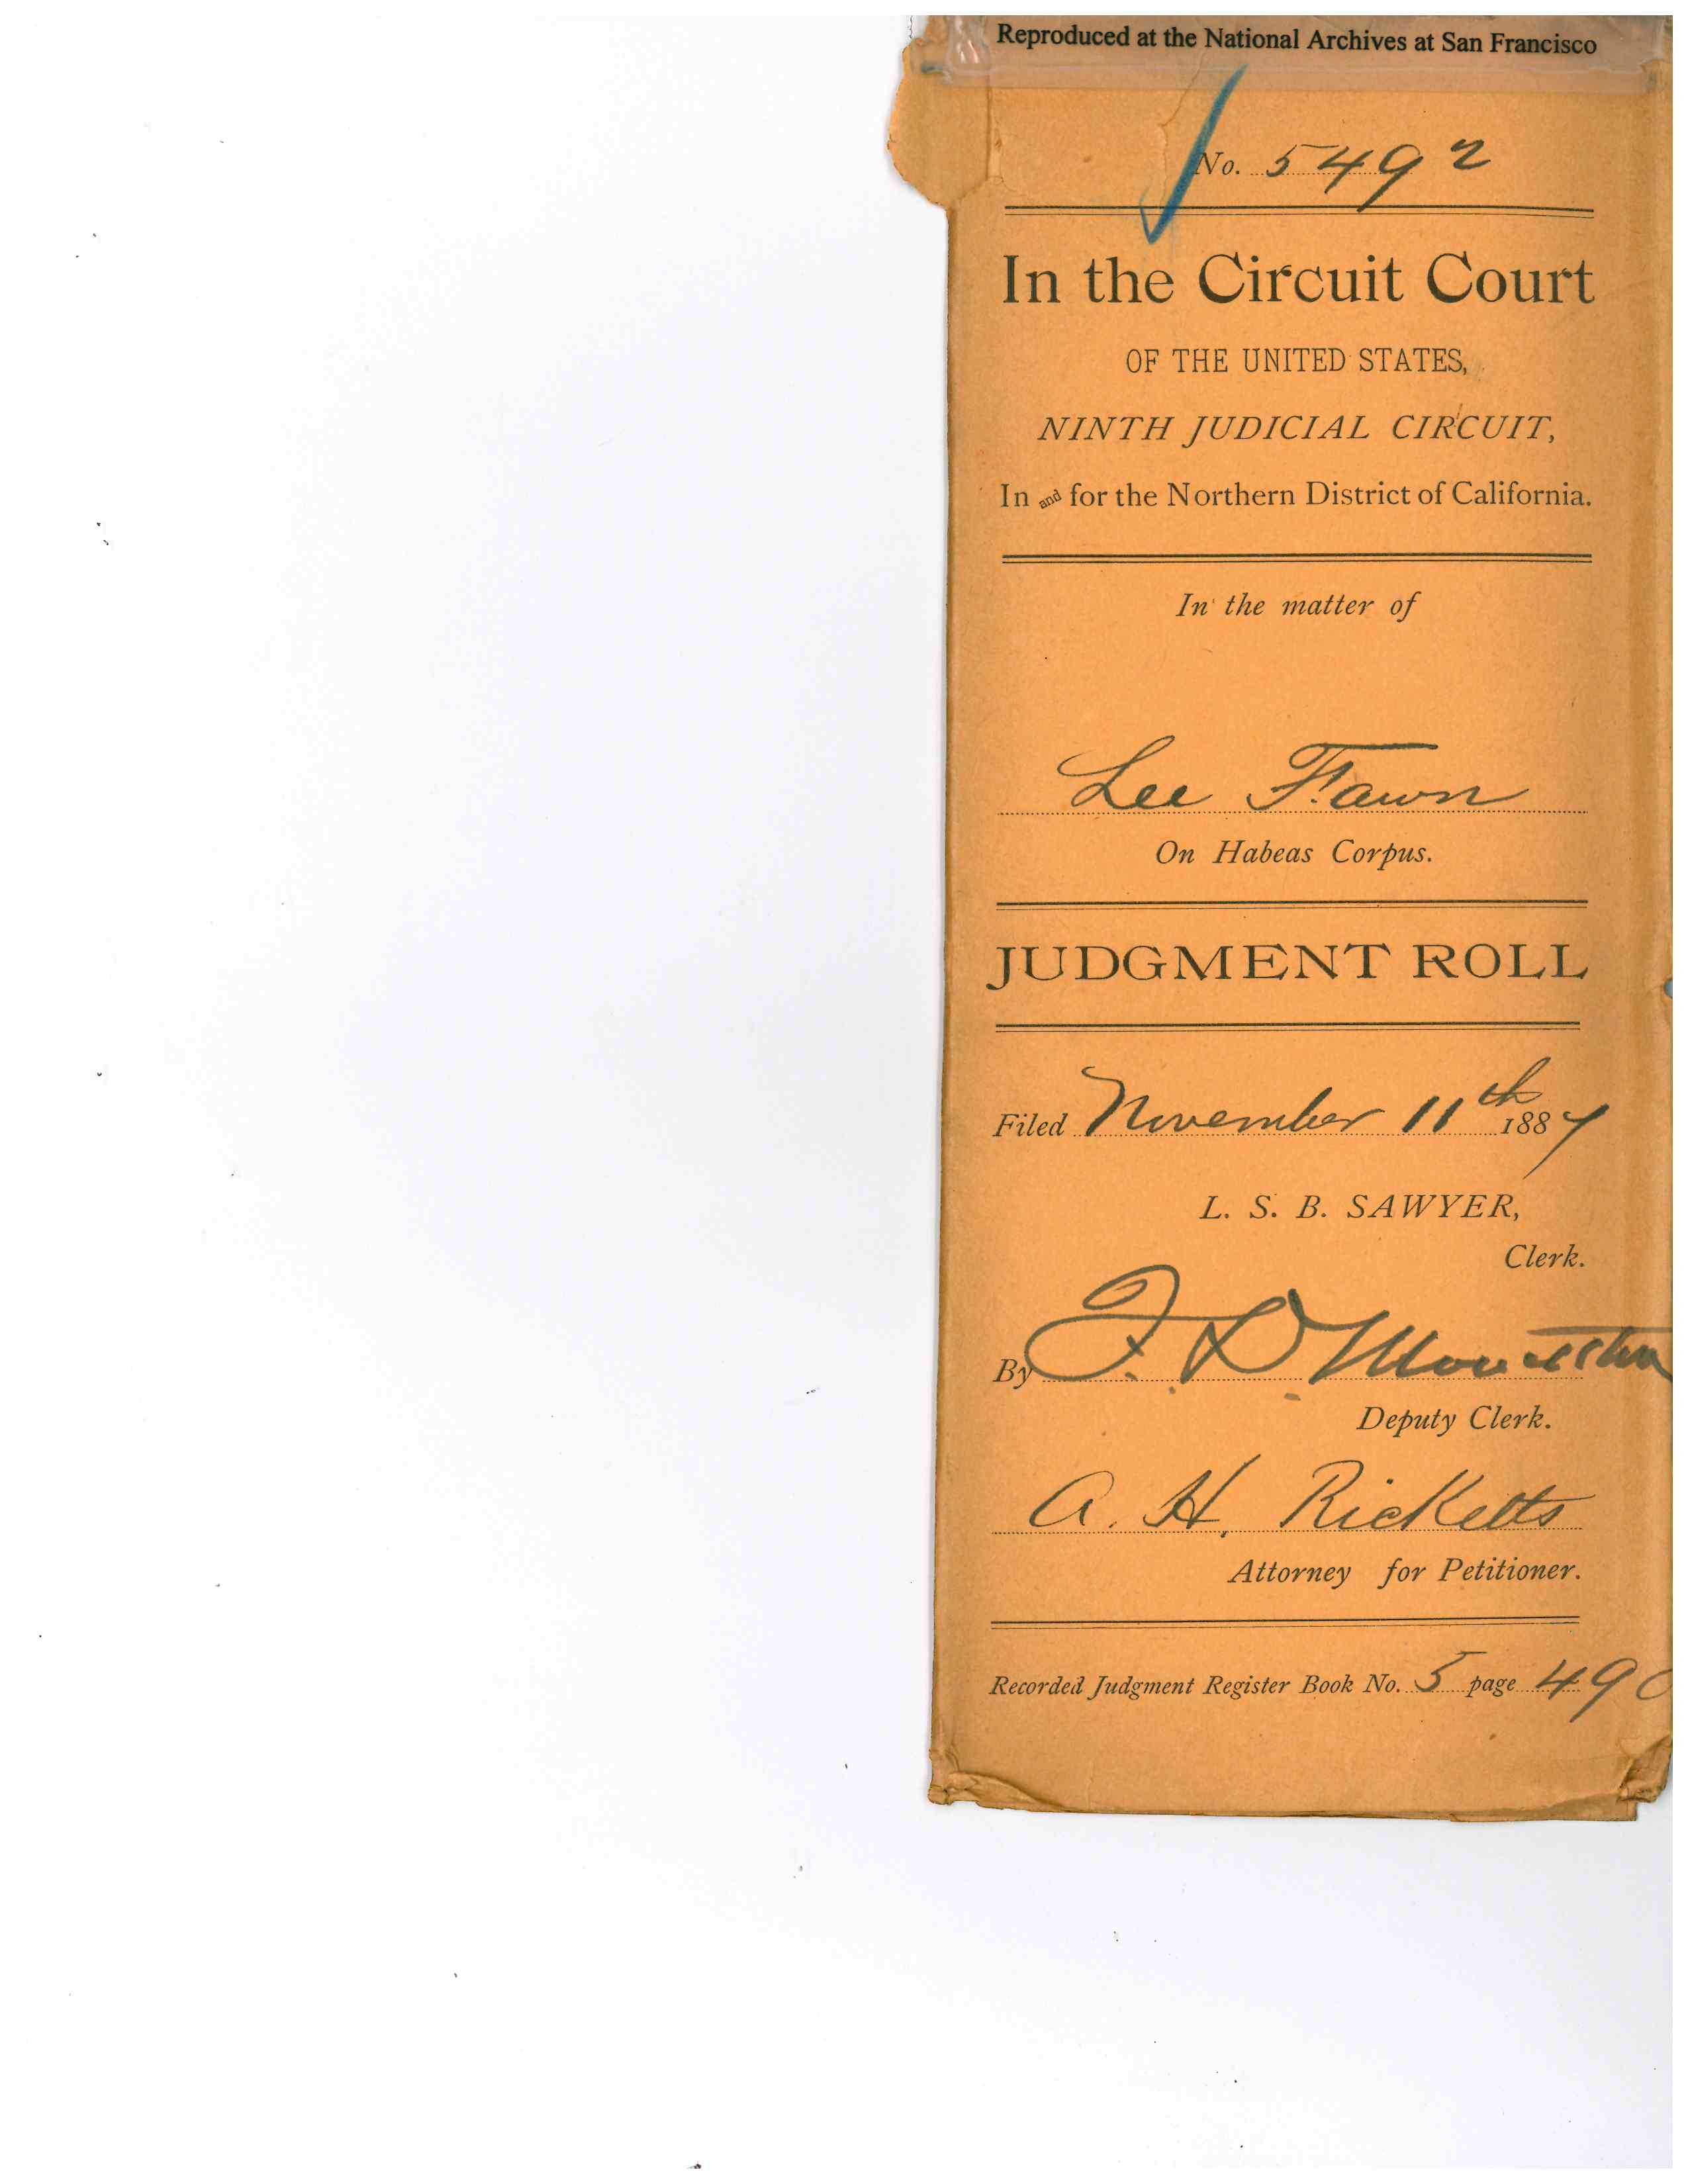 Reproduced at the National Archives at San Francisco
No. 5492
In the Circuit Court
OF THE UNITED STATES,
NINTH JUDICIAL CIRCUIT,
In and for the Northern District of California.
In the matter of
Lee Fawn
On Habeas Corpus.
JUDGMENT ROLL
Filed November 11th 1887
L. S. B. SAWYER,
Clerk.
By F. D. Monckton
Deputy Clerk.
A. H. Ricketts
Attorney for Petitioner.
Recorded Judgment Register Book No. 5 page 490